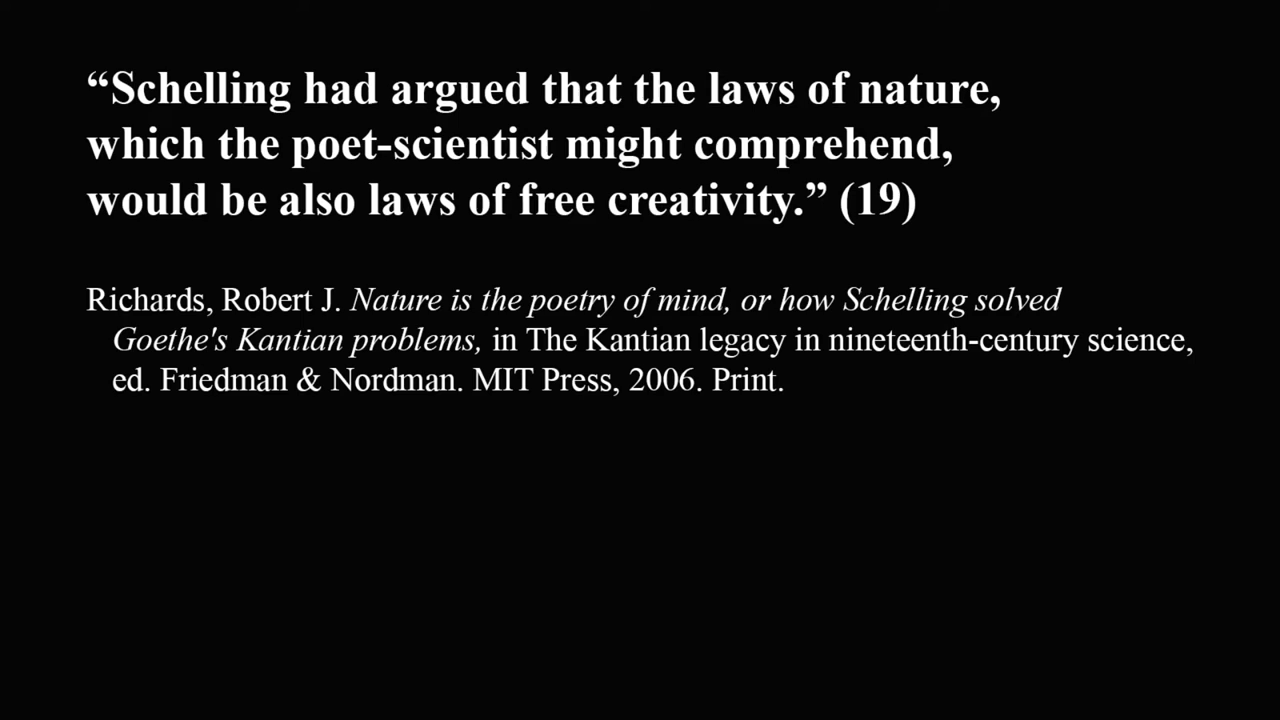 “Schelling had argued that the laws of nature,
which the poet-scientist might comprehend,
would be also laws of free creativity.” (19)
Richards, Robert J. Nature is the poetry of mind, or how Schelling solved
Goethe's Kantian problems, in The Kantian legacy in nineteenth-century science,
ed. Friedman & Nordman. MIT Press, 2006. Print.